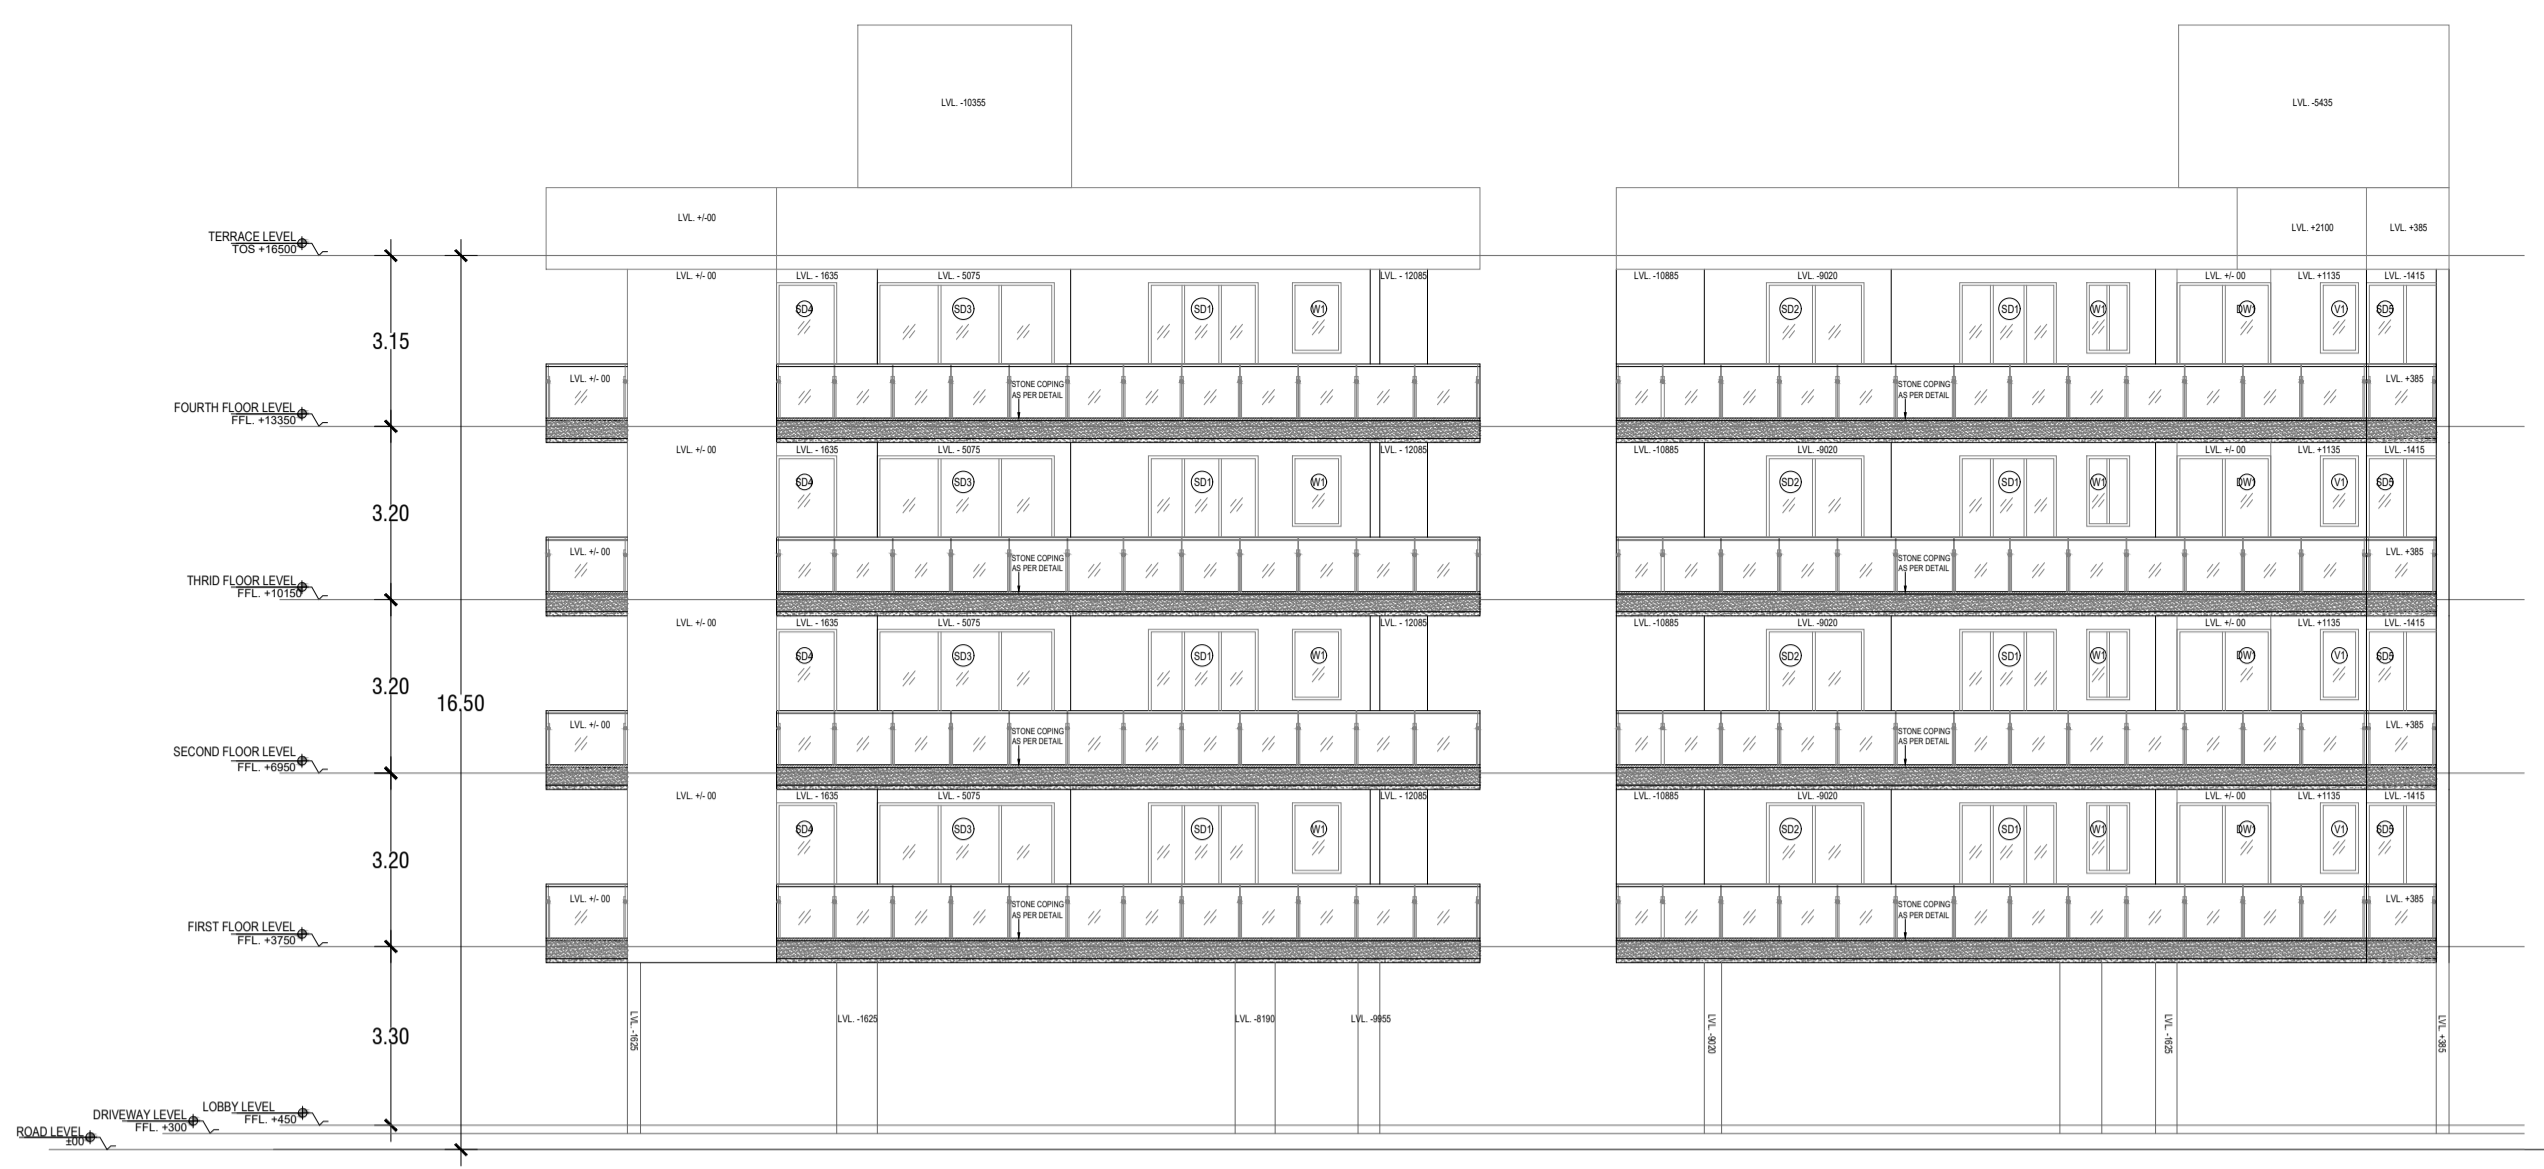 LVL. -10355
LVL. -5435
LVL. +/-00
LVL. +2100
LVL. +385
TERRACE LEVEL
TOS +16500
LVL. +/- 00
LVL. - 1635
LVL. - 5075
LVL. - 12085
LVL. -10885
LVL. -9020
LVL. +/- 00
LVL. +1135
LVL. -1415
SD4
SD3
SD1
W1
SD2
SD1
W1
DW1
V1
SD5
3.15
LVL. +/- 00
STONE COPING
AS PER DETAIL
STONE COPING
AS PER DETAIL
LVL. +385
FOURTH FLOOR LEVEL
FFL. +13350
LVL. +/- 00
LVL. - 1635
LVL. - 5075
LVL. - 12085
LVL. -10885
LVL. -9020
LVL. +/- 00
LVL. +1135
LVL. -1415
SD4
SD3
SD1
W1
SD2
SD1
W1
DW1
V1
SD5
3.20
LVL. +/- 00
STONE COPING
AS PER DETAIL
STONE COPING
AS PER DETAIL
LVL. +385
THRID FLOOR LEVEL
FFL. +10150
LVL. +/- 00
LVL. - 1635
LVL. - 5075
LVL. - 12085
LVL. -10885
LVL. -9020
LVL. +/- 00
LVL. +1135
LVL. -1415
SD4
SD3
SD1
W1
SD2
SD1
W1
DW1
V1
SD5
3.20
16.50
LVL. +/- 00
STONE COPING
AS PER DETAIL
STONE COPING
AS PER DETAIL
LVL. +385
SECOND FLOOR LEVEL
FFL. +6950
LVL. +/- 00
LVL. - 1635
LVL. - 5075
LVL. - 12085
LVL. -10885
LVL. -9020
LVL. +/- 00
LVL. +1135
LVL. -1415
SD4
SD3
SD1
W1
SD2
SD1
W1
DW1
V1
SD5
3.20
LVL. +/- 00
STONE COPING
AS PER DETAIL
STONE COPING
AS PER DETAIL
LVL. +385
FIRST FLOOR LEVEL
FFL. +3750
LVL. -1625
LVL. -1625
LVL. -8190
LVL. -9955
LVL. -9020
LVL. -1625
LVL. +385
3.30
LOBBY LEVEL
FFL. +450
DRIVEWAY LEVEL
FFL. +300
ROAD LEVEL
±00